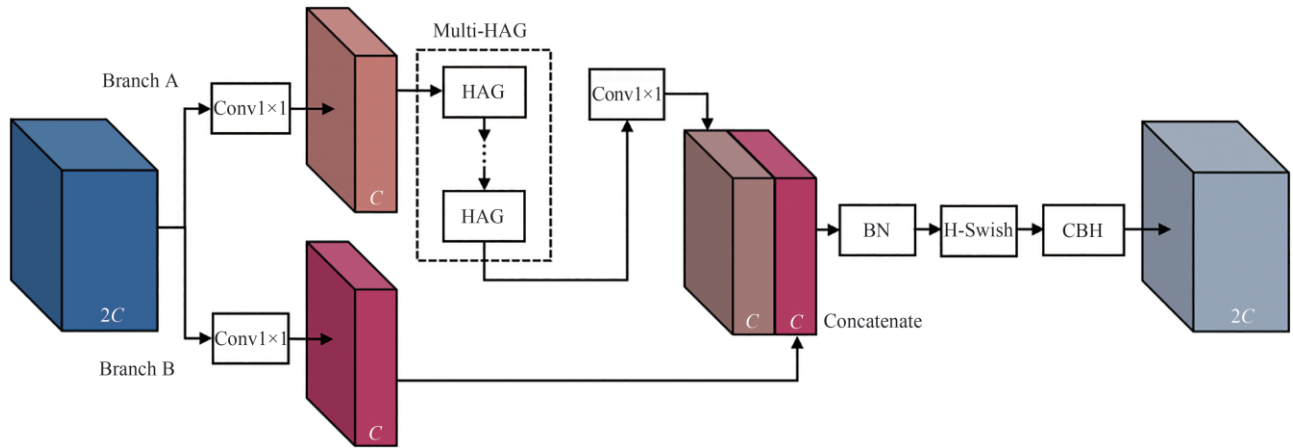 Multi-HAG
Branch A
Conv1×1
HAG
HAG
C
Conv1×1
2C
Conv1×1
Branch B
C
C
C
Concatenate
BN
H-Swish
CBH
2C